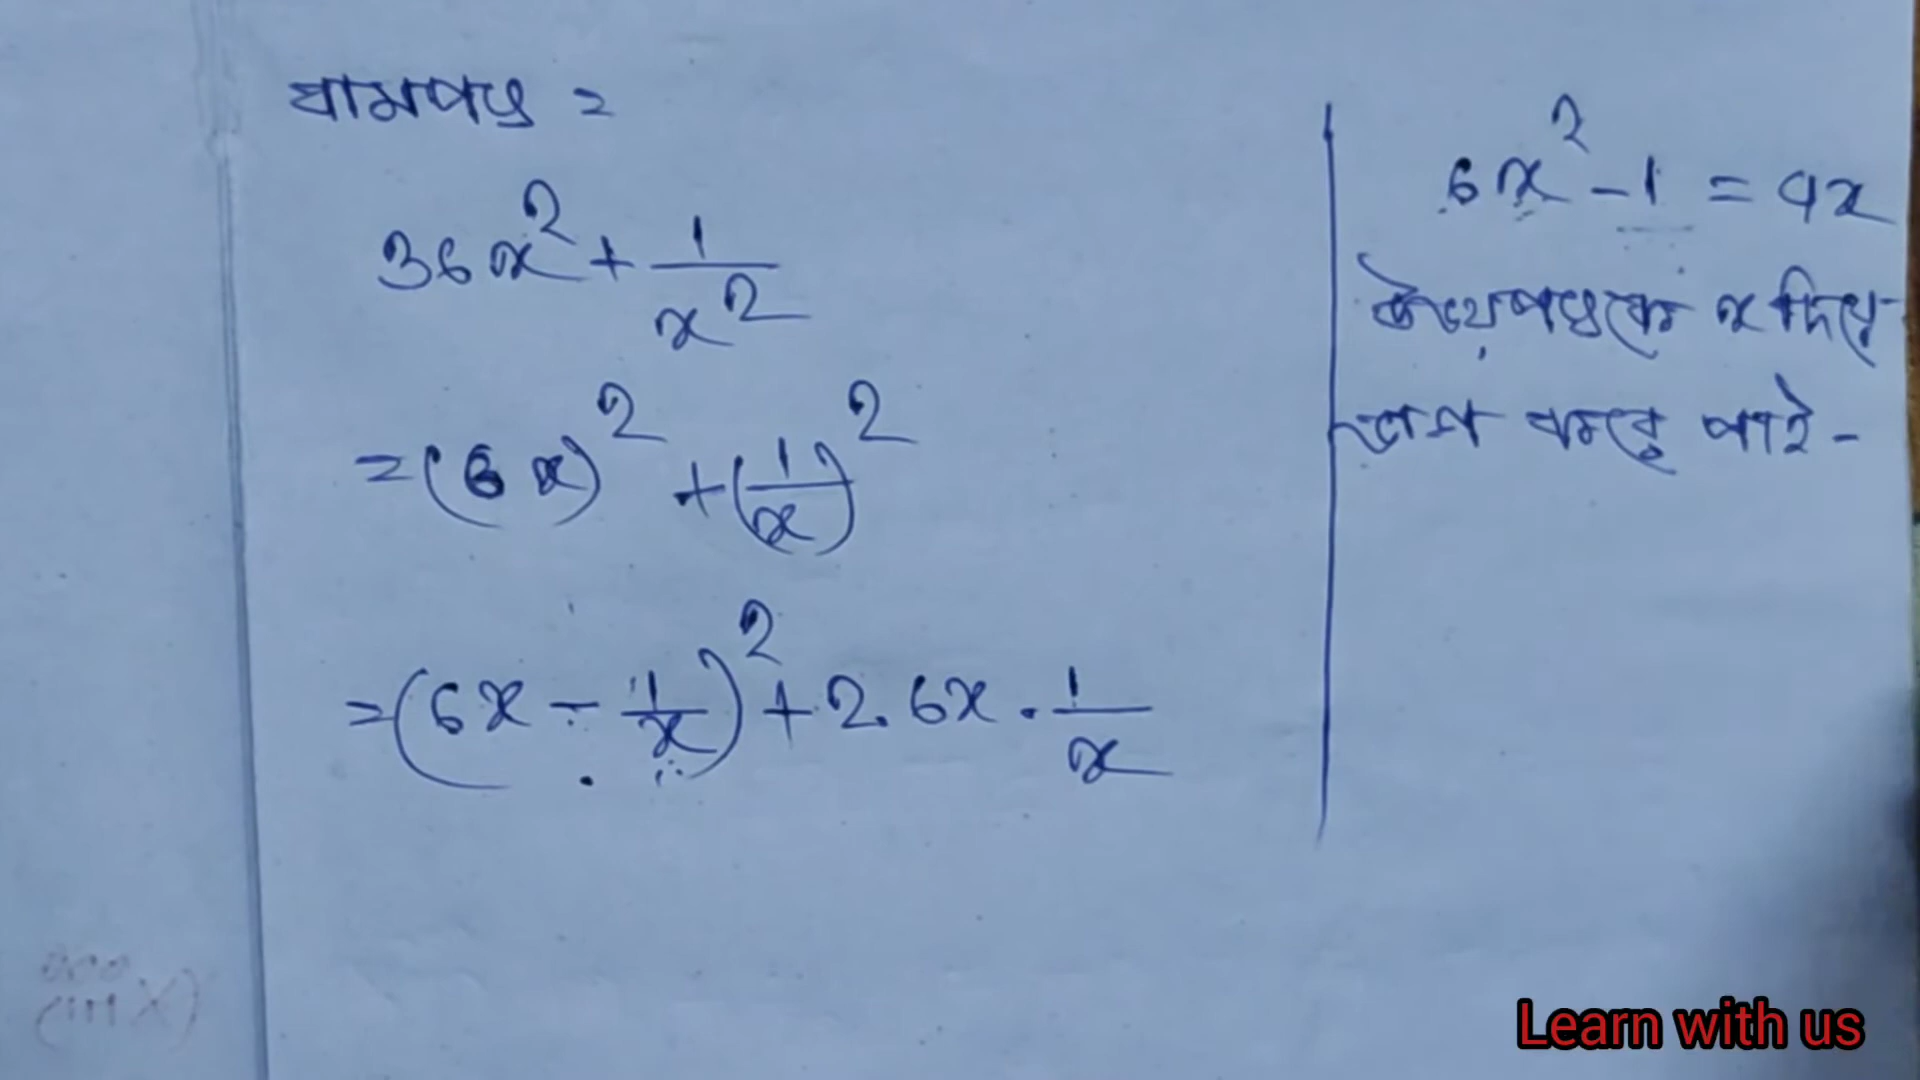 বামপক্ষ =
36x² + 1/x²
= (6x)² + (1/x)²
= (6x - 1/x)² + 2.6x . 1/x
6x² - 1 = 4x
উভয়পক্ষকে x দিয়ে
ভাগ করে পাই -
Learn with us